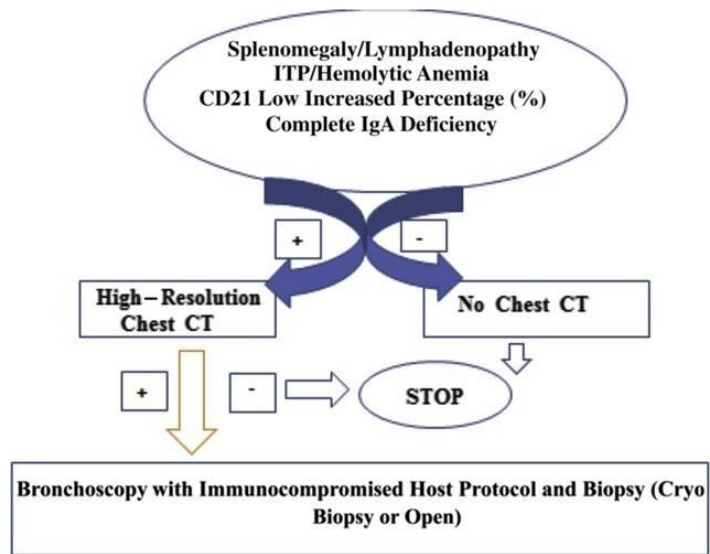 Splenomegaly/Lymphadenopathy
ITP/Hemolytic Anemia
CD21 Low Increased Percentage (%)
Complete IgA Deficiency
+
-
High–Resolution
Chest CT
No Chest CT
+
-
STOP
Bronchoscopy with Immunocompromised Host Protocol and Biopsy (Cryo
Biopsy or Open)